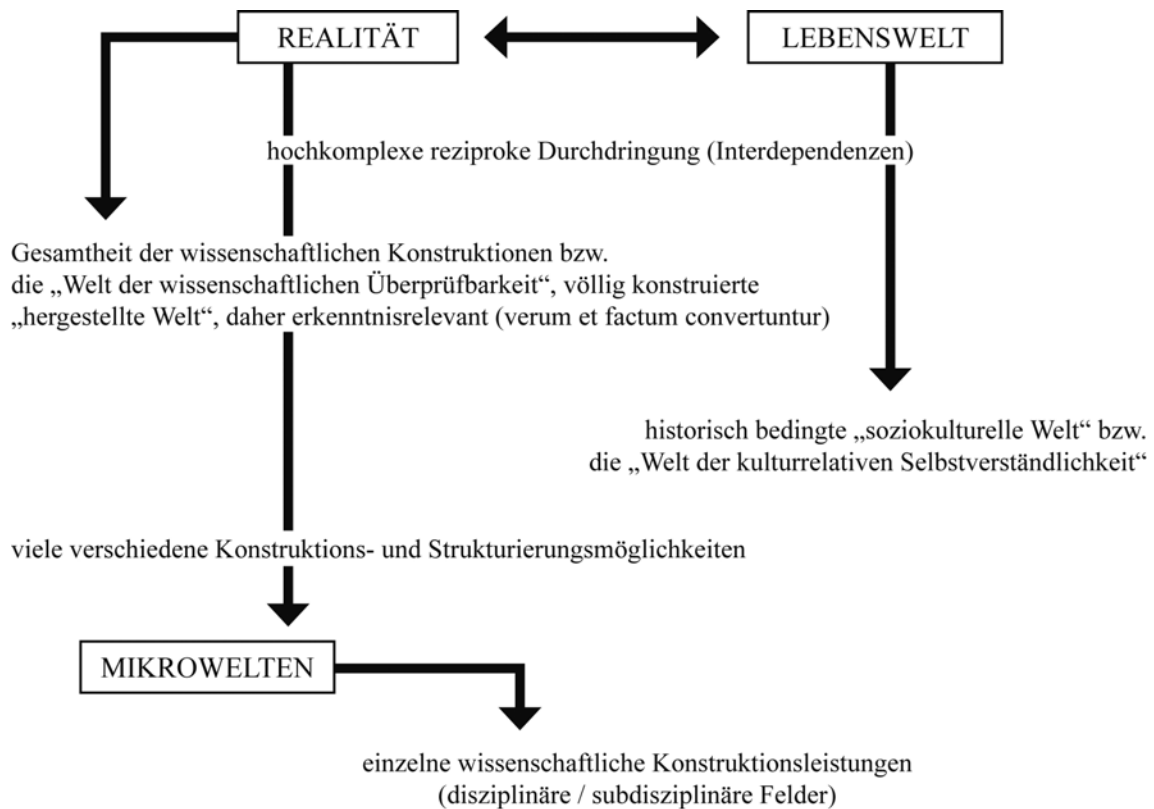 REALITÄT
LEBENSWELT
hochkomplexe reziproke Durchdringung (Interdependenzen)
Gesamtheit der wissenschaftlichen Konstruktionen bzw.
die „Welt der wissenschaftlichen Überprüfbarkeit“, völlig konstruierte
„hergestellte Welt“, daher erkenntnisrelevant (verum et factum convertuntur)
historisch bedingte „soziokulturelle Welt“ bzw.
die „Welt der kulturrelativen Selbstverständlichkeit“
viele verschiedene Konstruktions- und Strukturierungsmöglichkeiten
MIKROWELTEN
einzelne wissenschaftliche Konstruktionsleistungen
(disziplinäre / subdisziplinäre Felder)